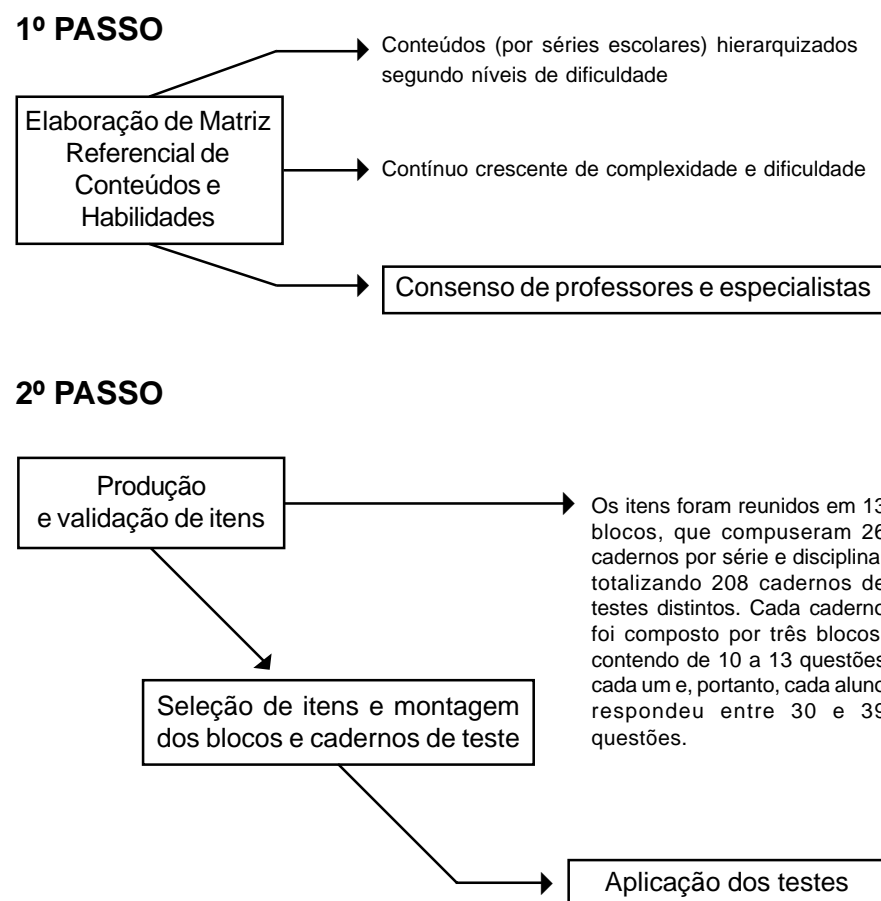 1º PASSO
Conteúdos (por séries escolares) hierarquizados
segundo níveis de dificuldade
Elaboração de Matriz
Referencial de
Conteúdos e
Habilidades
Contínuo crescente de complexidade e dificuldade
Consenso de professores e especialistas
2º PASSO
Produção
e validação de itens
Os itens foram reunidos em 13
blocos, que compuseram 26
cadernos por série e disciplina
totalizando 208 cadernos de
testes distintos. Cada caderno
foi composto por três blocos
contendo de 10 a 13 questões
cada um e, portanto, cada aluno
respondeu entre 30 e 39
questões.
Seleção de itens e montagem
dos blocos e cadernos de teste
Aplicação dos testes